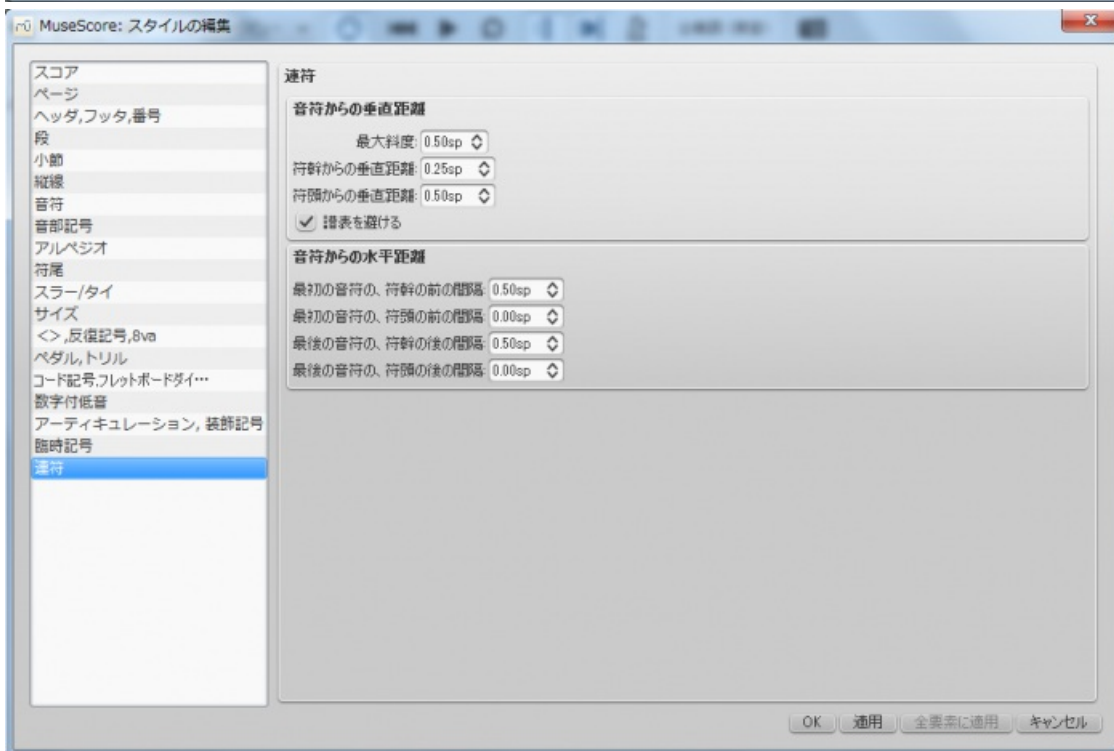 MuseScore: スタイルの編集
スコア
ページ
ヘッダ,フッタ,番号
段
小節
縦線
音符
音部記号
アルペジオ
符尾
スラー/タイ
サイズ
<> ,反復記号,8va
ペダル,トリル
コード記号,フレットボードダイ…
数字付低音
アーティキュレーション, 装飾記号
臨時記号
連符
連符
音符からの垂直距離
最大斜度: 0.50sp
符幹からの垂直距離: 0.25sp
符頭からの垂直距離: 0.50sp
譜表を避ける
音符からの水平距離
最初の音符の、符幹の前の間隔: 0.50sp
最初の音符の、符頭の前の間隔: 0.00sp
最後の音符の、符幹の後の間隔: 0.50sp
最後の音符の、符頭の後の間隔: 0.00sp
OK 適用 全要素に適用 キャンセル